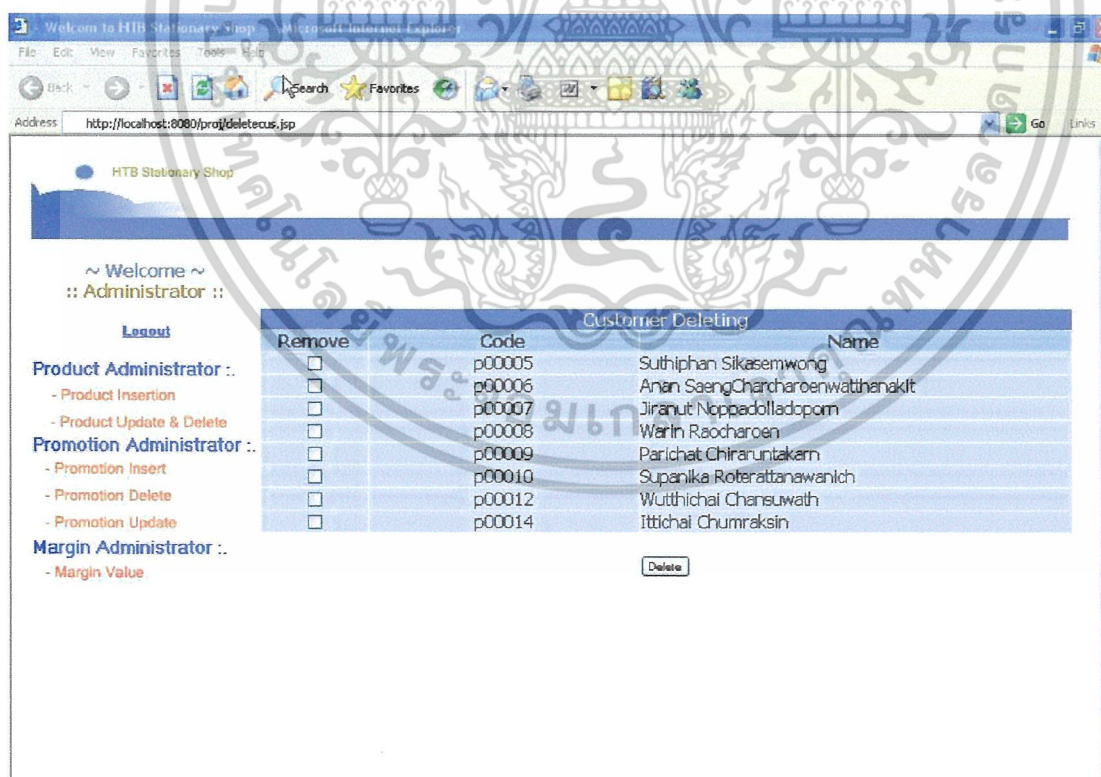 Welcom to HTB Stationary Shop - Microsoft Internet Explorer
File Edit View Favorites Tools Help
Back Search Favorites
Address http://localhost:8080/proj/deletecus.jsp Go Links
HTB Stationary Shop
~ Welcome ~
:: Administrator ::
Logout
Product Administrator :.
- Product Insertion
- Product Update & Delete
Promotion Administrator :.
- Promotion Insert
- Promotion Delete
- Promotion Update
Margin Administrator :.
- Margin Value
Customer Deleting
Remove Code Name
p00005 Suthiphan Sikasemwong
p00006 Anan SaengCharcharoenwatthanakit
p00007 Jiranut Noppadolladoporn
p00008 Warin Raocharoen
p00009 Parichat Chiraruntakarn
p00010 Supanika Roterattanawanich
p00012 Wutthichai Chansuwath
p00014 Ittichai Chumraksin
Delete